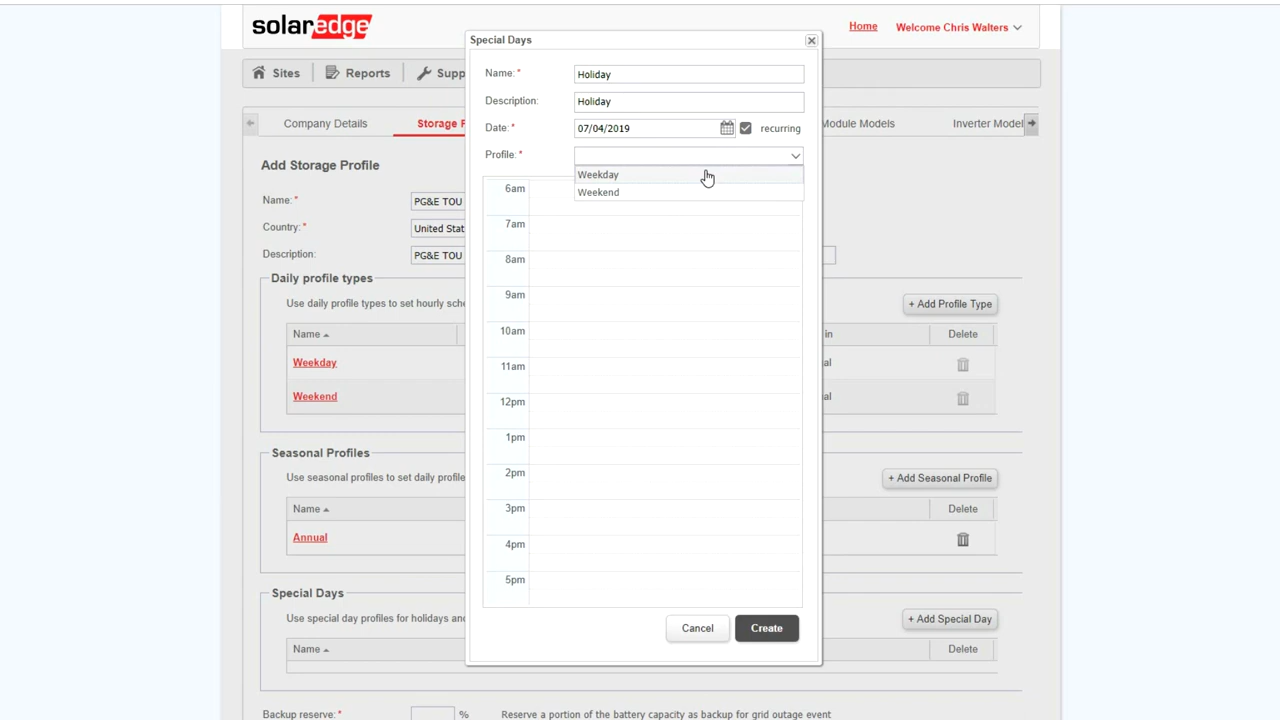 solaredge
Home
Welcome Chris Walters
Sites
Reports
Supp
Company Details
Storage P
Module Models
Inverter Model
Add Storage Profile
Name: *
PG&E TOU
Country: *
United Stat
Description:
PG&E TOU
Daily profile types
Use daily profile types to set hourly sche
+ Add Profile Type
Name
in
Delete
Weekday
al
Weekend
al
Seasonal Profiles
Use seasonal profiles to set daily profile
+ Add Seasonal Profile
Name
Delete
Annual
Special Days
Use special day profiles for holidays and
+ Add Special Day
Name
Delete
Backup reserve: *
%
Reserve a portion of the battery capacity as backup for grid outage event
Special Days
Name: *
Holiday
Description:
Holiday
Date: *
07/04/2019
recurring
Profile: *
Weekday
Weekend
6am
7am
8am
9am
10am
11am
12pm
1pm
2pm
3pm
4pm
5pm
Cancel
Create